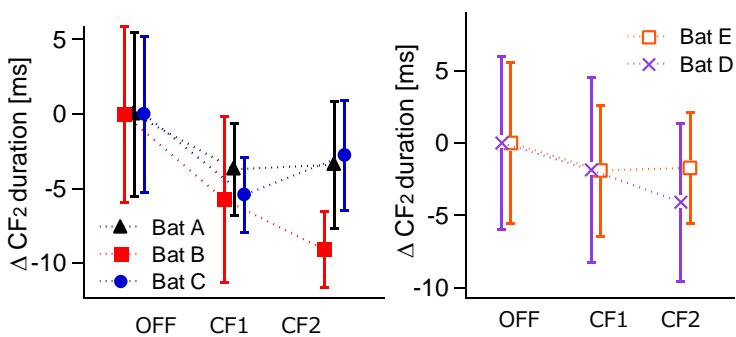 Δ CF2 duration [ms]
5
0
-5
-10
Bat A
Bat B
Bat C
OFF CF1 CF2
Δ CF2 duration [ms]
5
0
-5
-10
Bat E
Bat D
OFF CF1 CF2